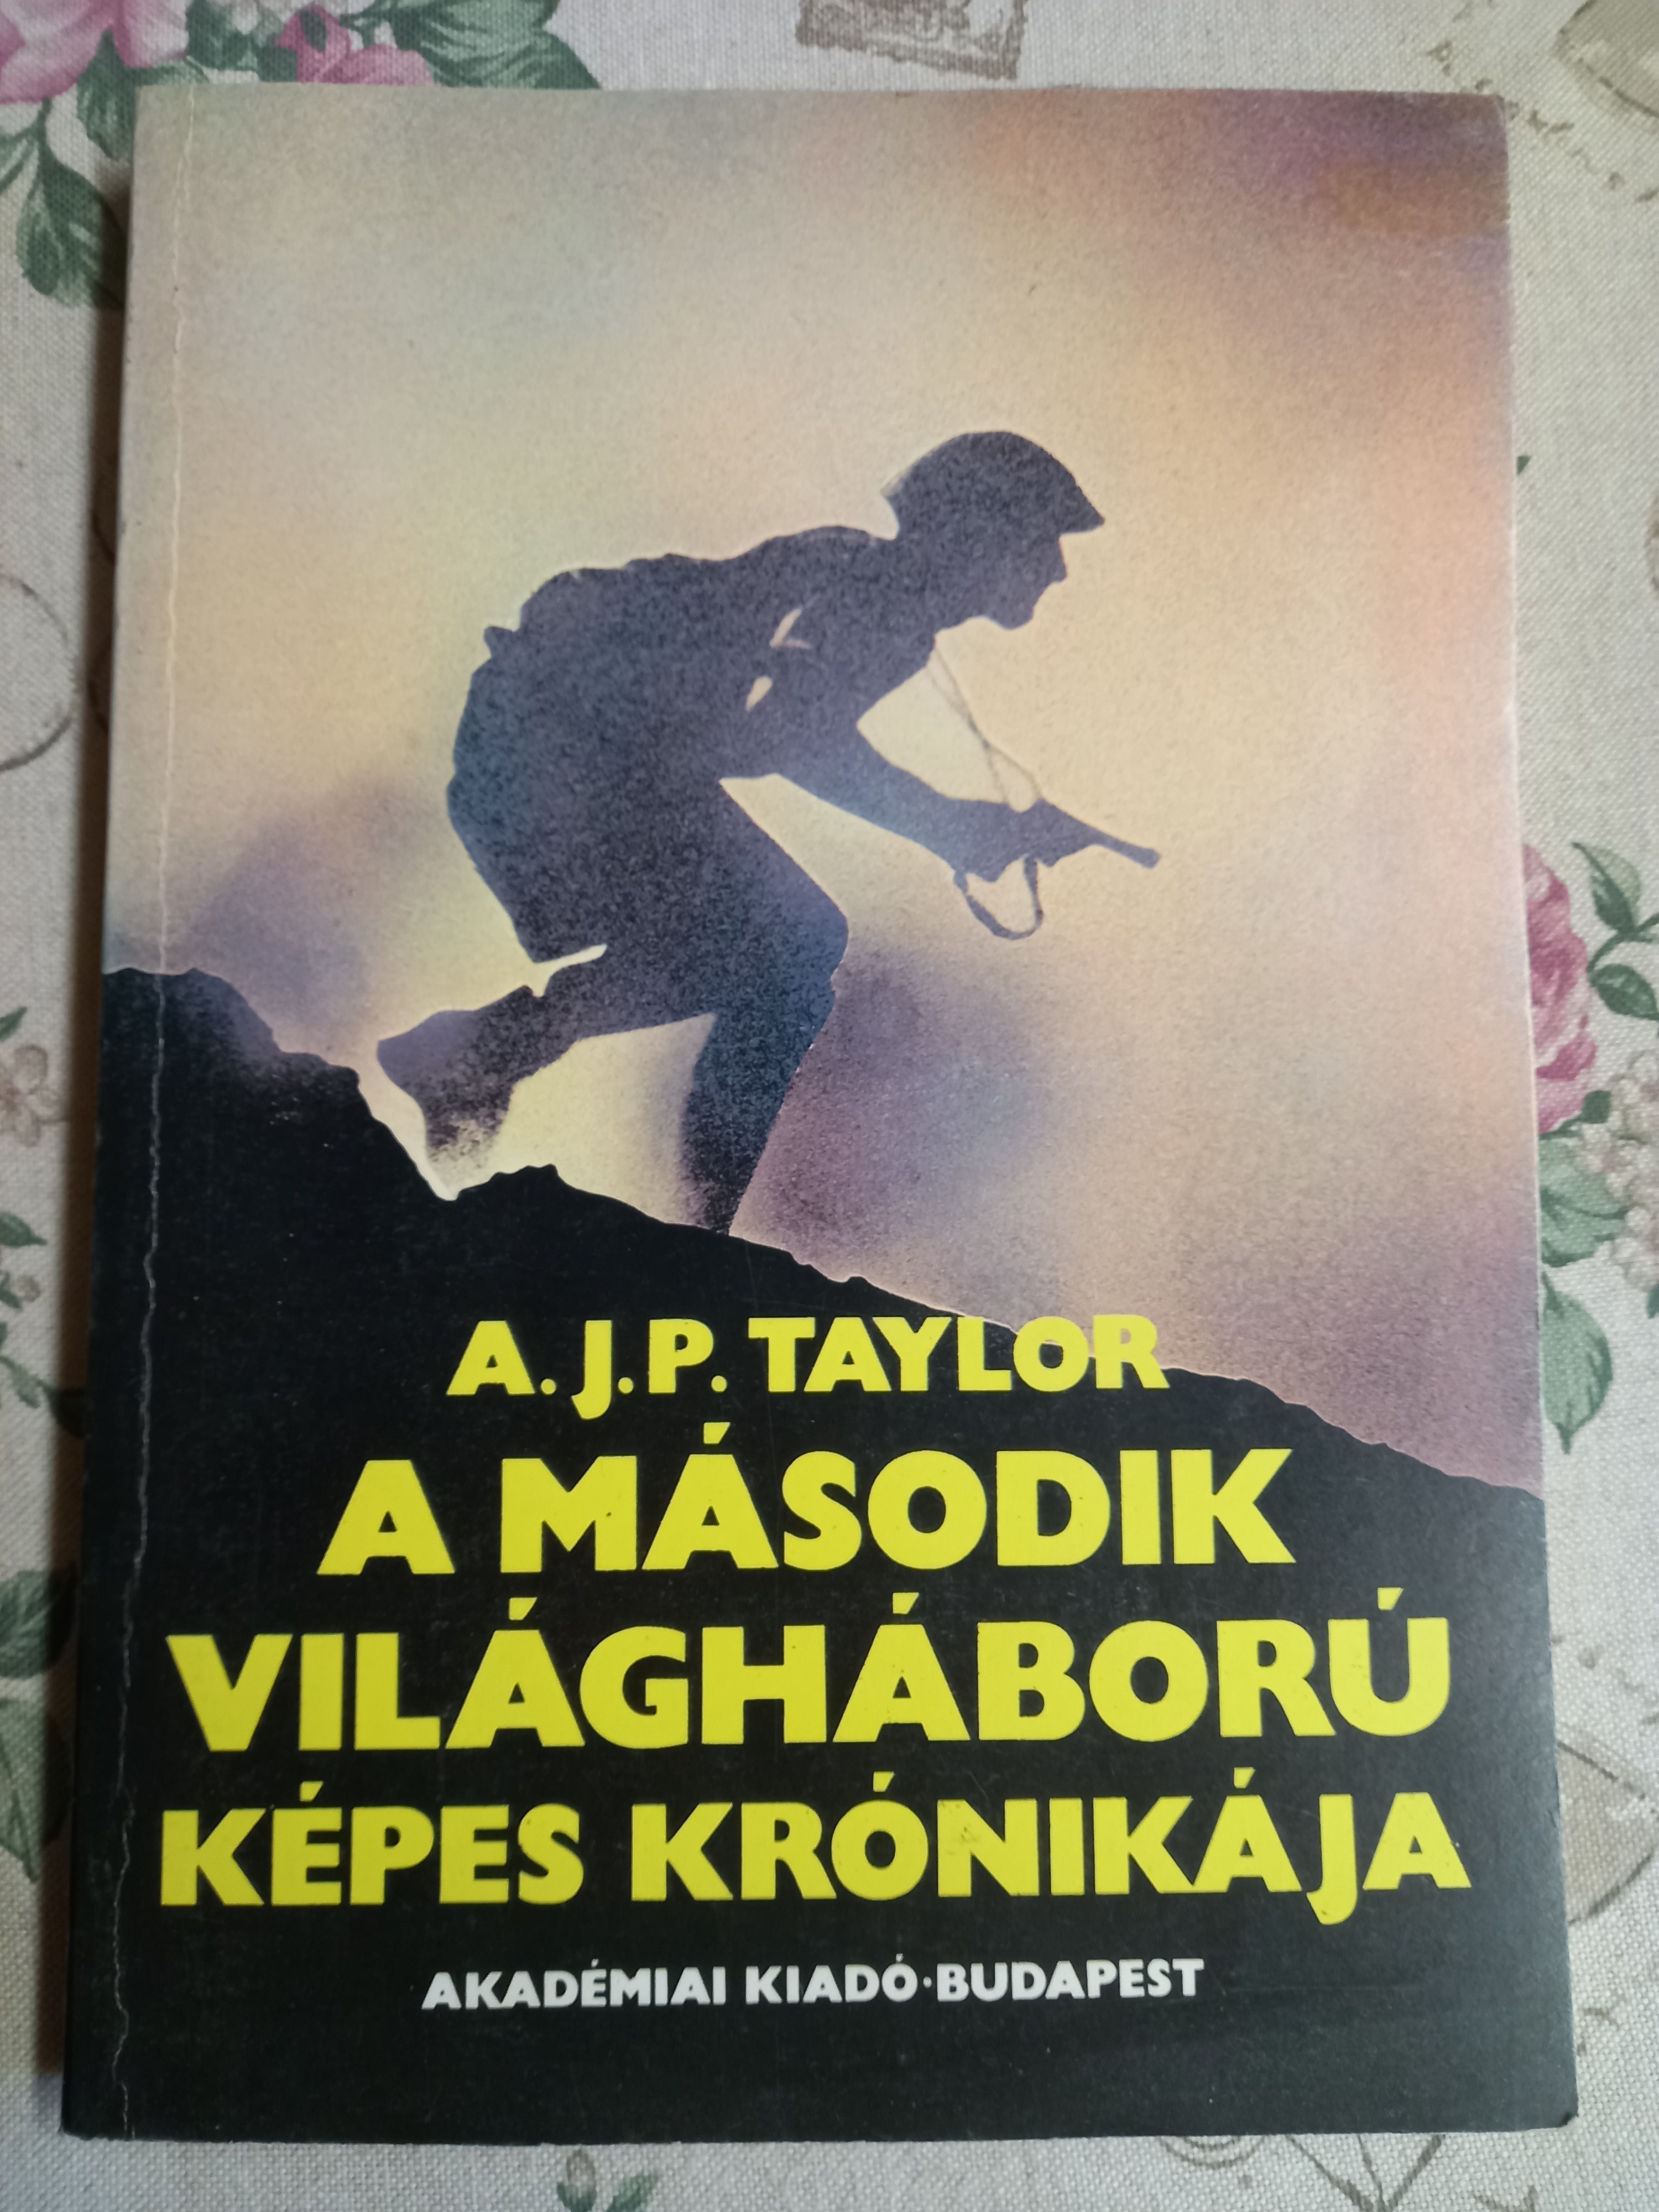 A. J. P. TAYLOR
A MÁSODIK
VILÁGHÁBORÚ
KÉPES KRÓNIKÁJA
AKADÉMIAI KIADÓ·BUDAPEST